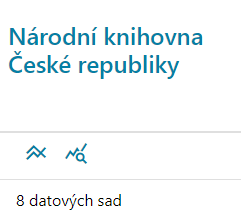 Národní knihovna
České republiky
8 datových sad